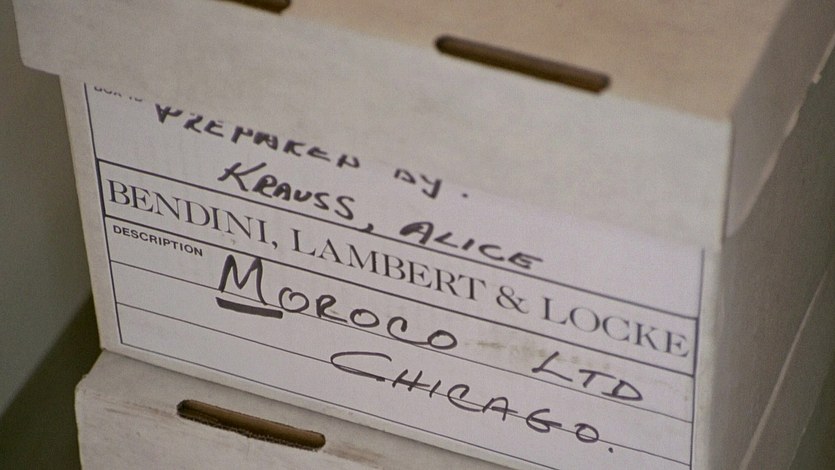 PREPARED BY.
KRAUSS, ALICE
BENDINI, LAMBERT & LOCKE
DESCRIPTION
MOROCO LTD
CHICAGO.